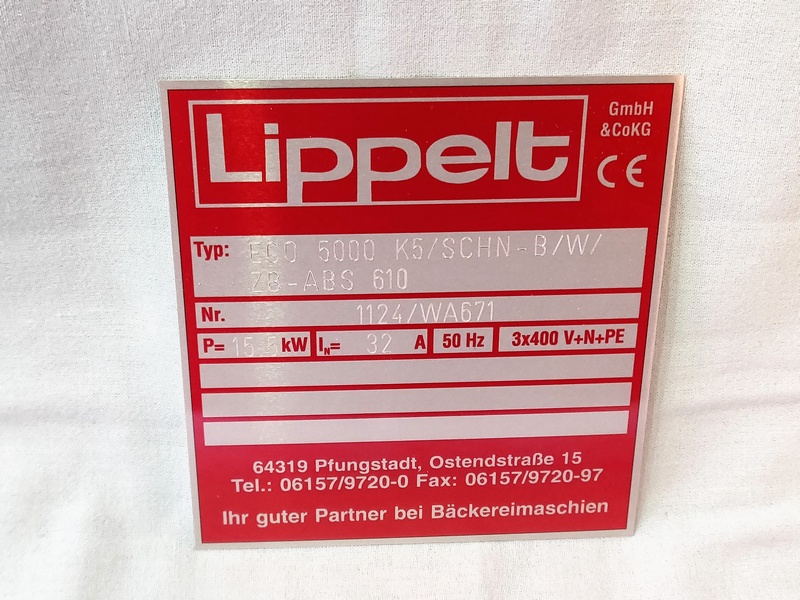 Lippelt
GmbH
&CoKG
CE
Typ: ECO 5000 K5/SCHN-B/W/
ZB-ABS 610
Nr. 1124/WA671
P= 15.5 kW IN= 32 A 50 Hz 3x400 V+N+PE
64319 Pfungstadt, Ostendstraße 15
Tel.: 06157/9720-0 Fax: 06157/9720-97
Ihr guter Partner bei Bäckereimaschien